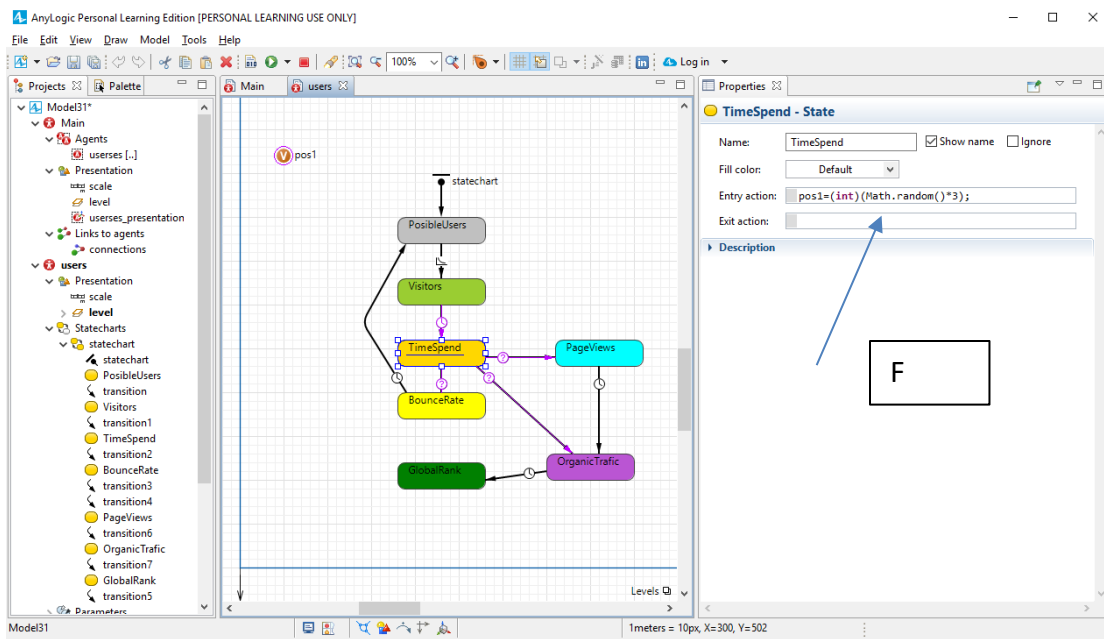 AnyLogic Personal Learning Edition [PERSONAL LEARNING USE ONLY]
File Edit View Draw Model Tools Help
100% Log in
Projects Palette
Main users
Properties
Model31*
Main
Agents
userses [..]
Presentation
scale
level
userses_presentation
Links to agents
connections
users
Presentation
scale
level
Statecharts
statechart
statechart
PosibleUsers
transition
Visitors
transition1
TimeSpend
transition2
BounceRate
transition3
transition4
PageViews
transition6
OrganicTrafic
transition7
GlobalRank
transition5
Parameters
V pos1
statechart
PosibleUsers
Visitors
TimeSpend
PageViews
BounceRate
OrganicTrafic
GlobalRank
Levels
TimeSpend - State
Name: TimeSpend Show name Ignore
Fill color: Default
Entry action: pos1=(int)(Math.random()*3);
Exit action:
Description
F
Model31
1meters = 10px, X=300, Y=502